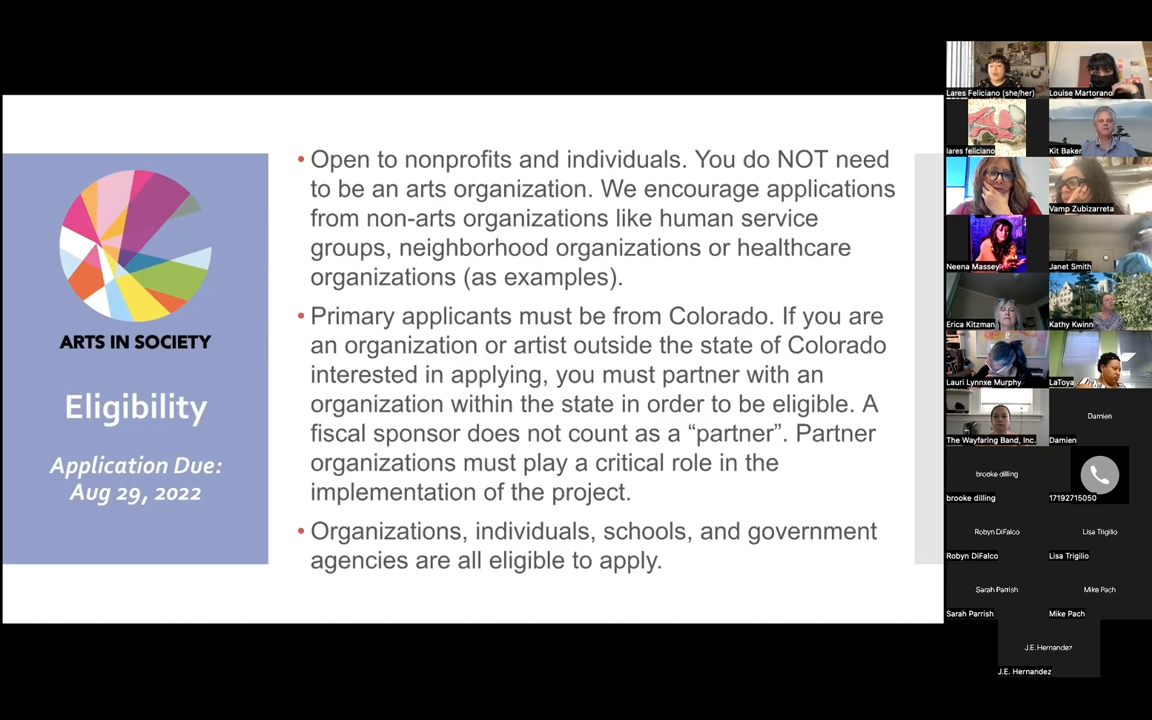 ARTS IN SOCIETY
Eligibility
Application Due:
Aug 29, 2022
• Open to nonprofits and individuals. You do NOT need
to be an arts organization. We encourage applications
from non-arts organizations like human service
groups, neighborhood organizations or healthcare
organizations (as examples).
• Primary applicants must be from Colorado. If you are
an organization or artist outside the state of Colorado
interested in applying, you must partner with an
organization within the state in order to be eligible. A
fiscal sponsor does not count as a “partner”. Partner
organizations must play a critical role in the
implementation of the project.
• Organizations, individuals, schools, and government
agencies are all eligible to apply.
Lares Feliciano (she/her)
Louise Martorano
lares feliciano
Kit Baker
Vamp Zubizarreta
Neena Massey
Janet Smith
Erica Kitzman
Kathy Kwinn
Lauri Lynnxe Murphy
LaToya
The Wayfaring Band, Inc.
Damien
Damien
brooke dilling
brooke dilling
17192715050
Robyn DiFalco
Robyn DiFalco
Lisa Trigilio
Lisa Trigilio
Sarah Parrish
Sarah Parrish
Mike Pach
Mike Pach
J.E. Hernandez
J.E. Hernandez